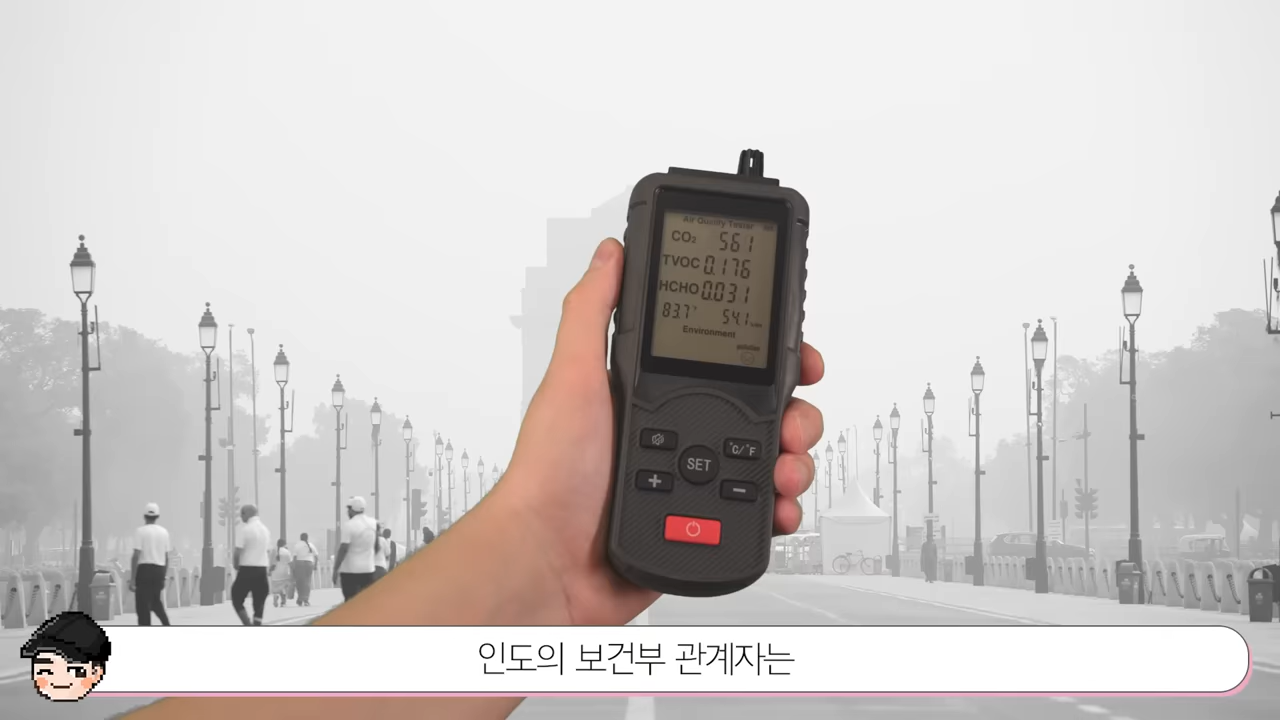 Air Quality Tester
CO₂ 561
TVOC 0.176
HCHO 0.031
83.7° 54.1
Environment
°C/°F
SET
+
−
인도의 보건부 관계자는